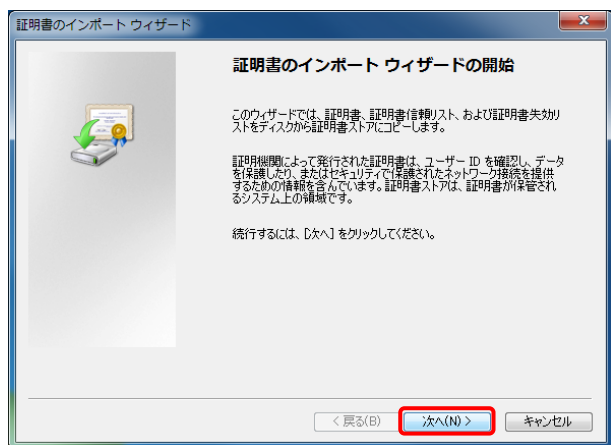 証明書のインポート ウィザード
証明書のインポート ウィザードの開始
このウィザードでは、証明書、証明書信頼リスト、および証明書失効リ
ストをディスクから証明書ストアにコピーします。
証明機関によって発行された証明書は、ユーザー ID を確認し、データ
を保護したり、またはセキュリティで保護されたネットワーク接続を提供
するための情報を含んでいます。証明書ストアは、証明書が保管され
るシステム上の領域です。
続行するには、[次へ] をクリックしてください。
< 戻る(B) 次へ(N) > キャンセル